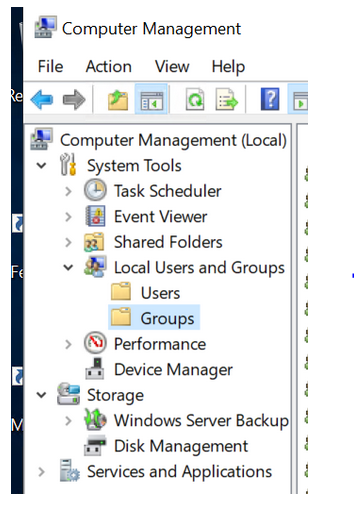 Computer Management
File Action View Help
Computer Management (Local)
System Tools
Task Scheduler
Event Viewer
Shared Folders
Local Users and Groups
Users
Groups
Performance
Device Manager
Storage
Windows Server Backup
Disk Management
Services and Applications